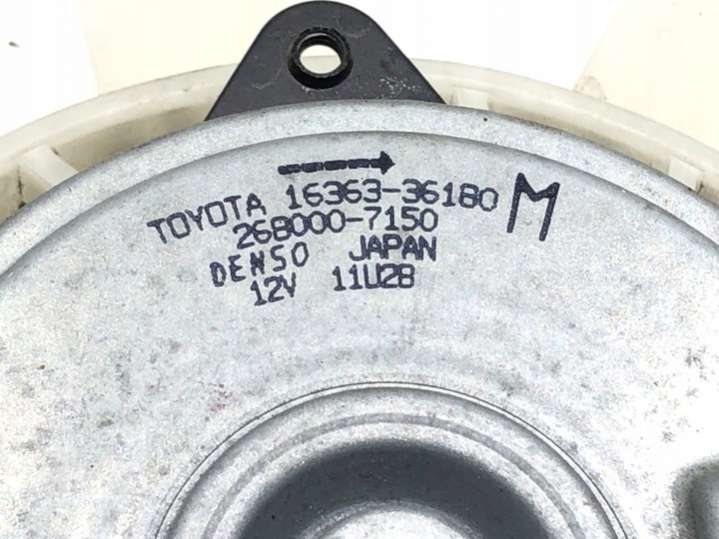 TOYOTA 16363-36180 M
268000-7150
DENSO JAPAN
12V 11U28